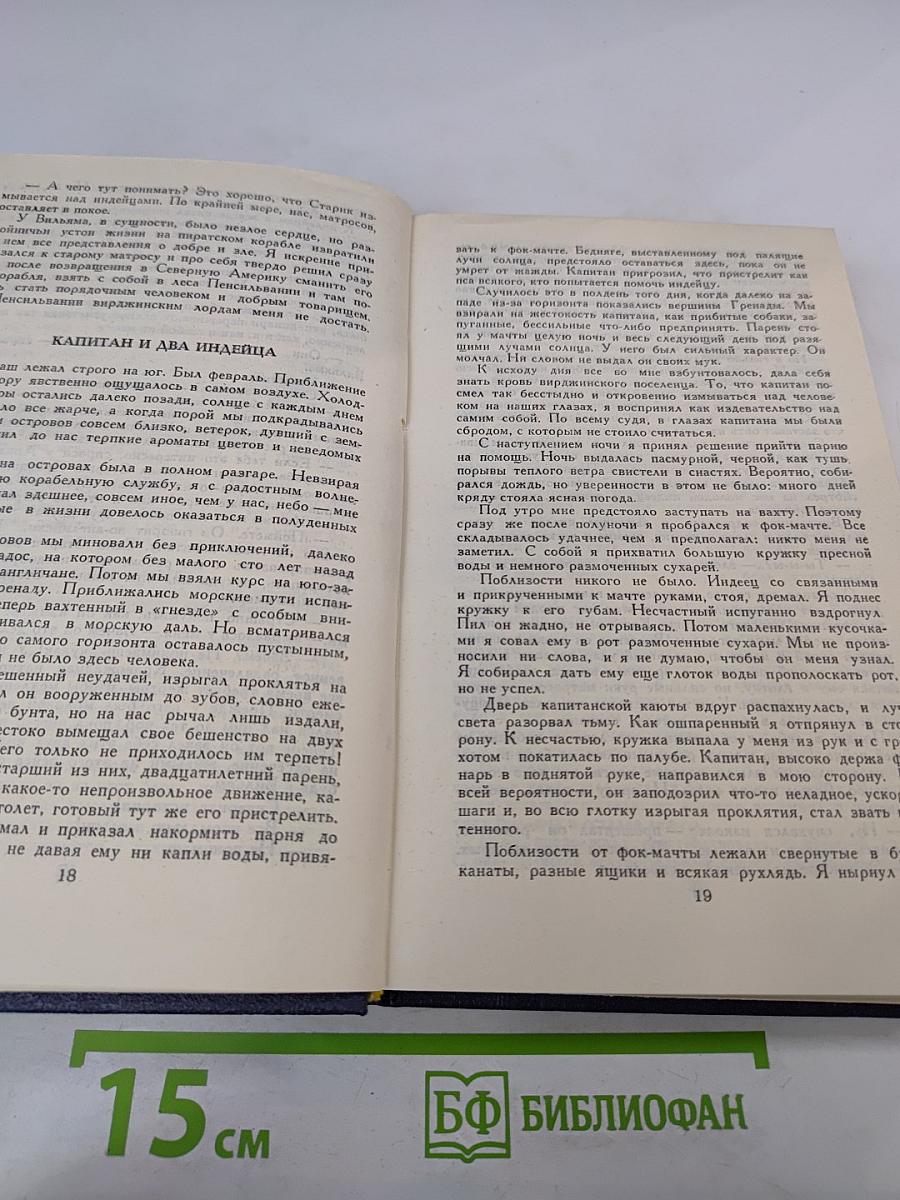 — А чего тут понимать? Это хорошо, что Старик из-
мывается над индейцами. По крайней мере, нас, матросов,
оставляет в покое.
У Вильяма, в сущности, было незлое сердце, но раз-
ойничьи устои жизни на пиратском корабле извратили
нем все представления о добре и зле. Я искренне при-
зался к старому матросу и про себя твердо решил сразу
после возвращения в Северную Америку сманить его
орабля, взять с собой в леса Пенсильвании и там по-
ь стать порядочным человеком и добрым товарищем.
Пенсильвании вирджинским лордам меня не достать.
КАПИТАН И ДВА ИНДЕЙЦА
аш лежал строго на юг. Был февраль. Приближение
ору явственно ощущалось в самом воздухе. Холод-
ры остались далеко позади, солнце с каждым днем
ло все жарче, а когда порой мы подкрадывались
и островов совсем близко, ветерок, дувший с зем-
ил до нас терпкие ароматы цветов и неведомых
на островах была в полном разгаре. Невзирая
ю корабельную службу, я с радостным волне-
ал здешнее, совсем иное, чем у нас, небо — мне
ые в жизни довелось оказаться в полуденных
овов мы миновали без приключений, далеко
адос, на котором без малого сто лет назад
англичане. Потом мы взяли курс на юго-за-
ренаду. Приближались морские пути испан-
еперь вахтенный в «гнезде» с особым вни-
ивался в морскую даль. Но всматривался
о самого горизонта оставалось пустынным,
и не было здесь человека.
ешенный неудачей, изрыгал проклятья на
л он вооруженным до зубов, словно еже-
бунта, но на нас рычал лишь издали,
естоко вымещал свое бешенство на двух
его только не приходилось им терпеть!
старший из них, двадцатилетний парень,
какое-то непроизвольное движение, ка-
толет, готовый тут же его пристрелить.
мал и приказал накормить парня до
не давая ему ни капли воды, привя-
18
вать к фок-мачте. Бедняге, выставленному под палящие
лучи солнца, предстояло оставаться здесь, пока он не
умрет от жажды. Капитан пригрозил, что пристрелит как
пса всякого, кто попытается помочь индейцу.
Случилось это в полдень того дня, когда далеко на за-
паде из-за горизонта показались вершины Гренады. Мы
взирали на жестокость капитана, как прибитые собаки, за-
пуганные, бессильные что-либо предпринять. Парень сто-
ял у мачты целую ночь и весь следующий день под разя-
щими лучами солнца. У него был сильный характер. Он
молчал. Ни словом не выдал он своих мук.
К исходу дня все во мне взбунтовалось, дала себя
знать кровь вирджинского поселенца. То, что капитан по-
смел так бесстыдно и откровенно измываться над челове-
ком на наших глазах, я воспринял как издевательство над
самим собой. По всему судя, в глазах капитана мы были
сбродом, с которым не стоило считаться.
С наступлением ночи я принял решение прийти парню
на помощь. Ночь выдалась пасмурной, черной, как тушь,
порывы теплого ветра свистели в снастях. Вероятно, соби-
рался дождь, но уверенности в этом не было: много дней
кряду стояла ясная погода.
Под утро мне предстояло заступать на вахту. Поэтому
сразу же после полуночи я пробрался к фок-мачте. Все
складывалось удачнее, чем я предполагал: никто меня не
заметил. С собой я прихватил большую кружку пресной
воды и немного размоченных сухарей.
Поблизости никого не было. Индеец со связанными
и прикрученными к мачте руками, стоя, дремал. Я поднес
кружку к его губам. Несчастный испуганно вздрогнул.
Пил он жадно, не отрываясь. Потом маленькими кусочка-
ми я совал ему в рот размоченные сухари. Мы не произ-
носили ни слова, и я не думаю, чтобы он меня узнал.
Я собирался дать ему еще глоток воды прополоскать рот,
но не успел.
Дверь капитанской каюты вдруг распахнулась, и лу
света разорвал тьму. Как ошпаренный я отпрянул в сто
рону. К несчастью, кружка выпала у меня из рук и с гр
хотом покатилась по палубе. Капитан, высоко держа ф
нарь в поднятой руке, направился в мою сторону.
всей вероятности, он заподозрил что-то неладное, ускор
шаги и, во всю глотку изрыгая проклятия, стал звать
тенного.
Поблизости от фок-мачты лежали свернутые в б
канаты, разные ящики и всякая рухлядь. Я нырнул
19
15 см
БФ БИБЛИОФАН